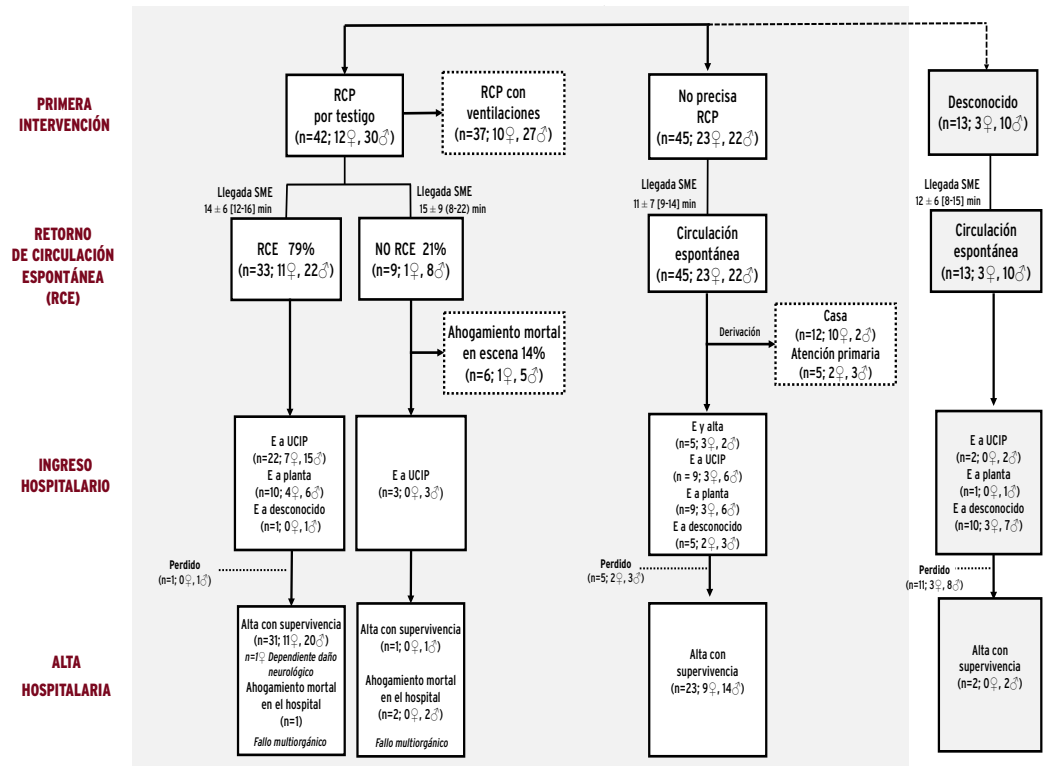 PRIMERA
INTERVENCIÓN
RCP
por testigo
(n=42; 12♀, 30♂)
RCP con
ventilaciones
(n=37; 10♀, 27♂)
No precisa
RCP
(n=45; 23♀, 22♂)
Desconocido
(n=13; 3♀, 10♂)
Llegada SME
14 ± 6 [12-16] min
Llegada SME
15 ± 9 (8-22) min
Llegada SME
11 ± 7 [9-14] min
Llegada SME
12 ± 6 [8-15] min
RETORNO
DE CIRCULACIÓN
ESPONTÁNEA
(RCE)
RCE 79%
(n=33; 11♀, 22♂)
NO RCE 21%
(n=9; 1♀, 8♂)
Circulación
espontánea
(n=45; 23♀, 22♂)
Circulación
espontánea
(n=13; 3♀, 10♂)
Ahogamiento mortal
en escena 14%
(n=6; 1♀, 5♂)
Derivación
Casa
(n=12; 10♀, 2♂)
Atención primaria
(n=5; 2♀, 3♂)
INGRESO
HOSPITALARIO
E a UCIP
(n=22; 7♀, 15♂)
E a planta
(n=10; 4♀, 6♂)
E a desconocido
(n=1; 0♀, 1♂)
E a UCIP
(n=3; 0♀, 3♂)
E y alta
(n=5; 3♀, 2♂)
E a UCIP
(n = 9; 3♀, 6♂)
E a planta
(n=9; 3♀, 6♂)
E a desconocido
(n=5; 2♀, 3♂)
E a UCIP
(n=2; 0♀, 2♂)
E a planta
(n=1; 0♀, 1♂)
E a desconocido
(n=10; 3♀, 7♂)
Perdido
(n=1; 0♀, 1♂)
Perdido
(n=5; 2♀, 3♂)
Perdido
(n=11; 3♀, 8♂)
ALTA
HOSPITALARIA
Alta con supervivencia
(n=31; 11♀, 20♂)
n=1♀ Dependiente daño
neurológico
Ahogamiento mortal
en el hospital
(n=1)
Fallo multiorgánico
Alta con supervivencia
(n=1; 0♀, 1♂)
Ahogamiento mortal
en el hospital
(n=2; 0♀, 2♂)
Fallo multiorgánico
Alta con
supervivencia
(n=23; 9♀, 14♂)
Alta con
supervivencia
(n=2; 0♀, 2♂)